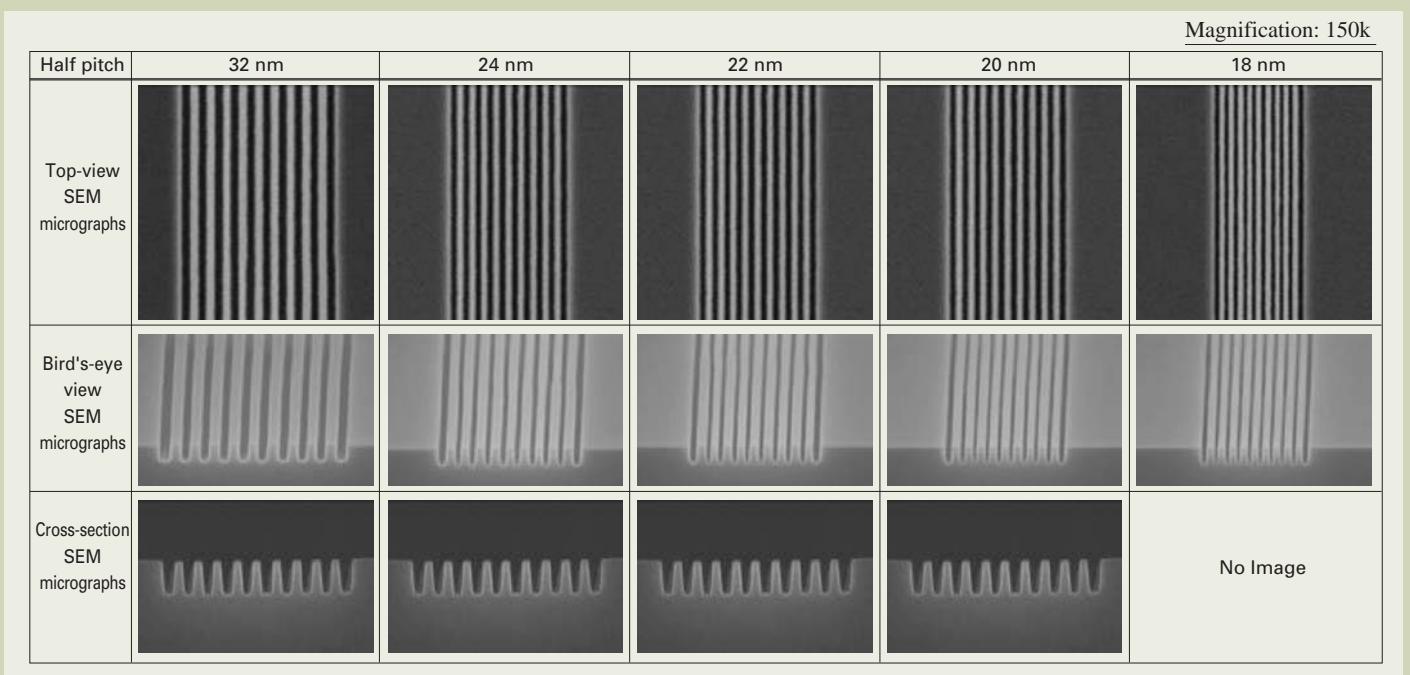 Magnification: 150k
Half pitch
32 nm
24 nm
22 nm
20 nm
18 nm
Top-view
SEM
micrographs
Bird's-eye
view
SEM
micrographs
Cross-section
SEM
micrographs
No Image